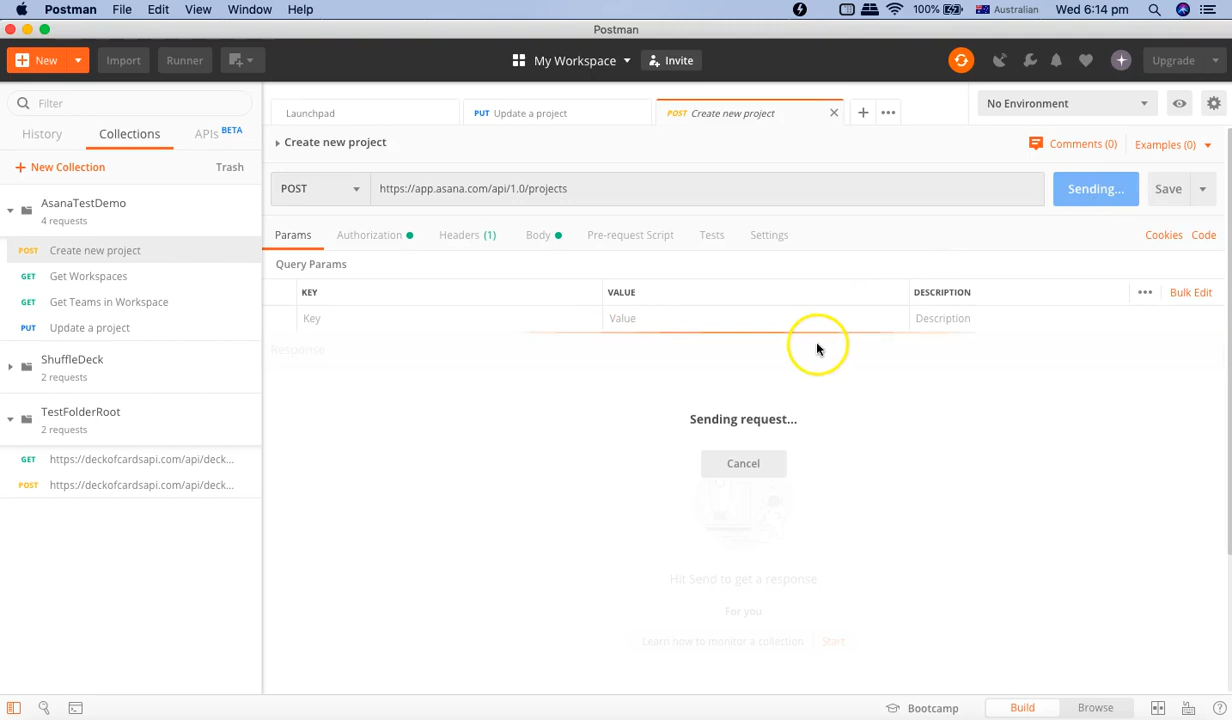 Postman File Edit View Window Help 100% Australian Wed 6:14 pm
Postman
New Import Runner My Workspace Invite Upgrade
Filter
History Collections APIs BETA
+ New Collection Trash
AsanaTestDemo
4 requests
POST Create new project
GET Get Workspaces
GET Get Teams in Workspace
PUT Update a project
ShuffleDeck
2 requests
TestFolderRoot
2 requests
GET https://deckofcardsapi.com/api/deck...
POST https://deckofcardsapi.com/api/deck...
Launchpad PUT Update a project POST Create new project No Environment
Create new project Comments (0) Examples (0)
POST https://app.asana.com/api/1.0/projects Sending... Save
Params Authorization Headers (1) Body Pre-request Script Tests Settings Cookies Code
Query Params
KEY VALUE DESCRIPTION Bulk Edit
Key Value Description
Response
Sending request...
Cancel
Hit Send to get a response
For you
Learn how to monitor a collection Start
Bootcamp Build Browse